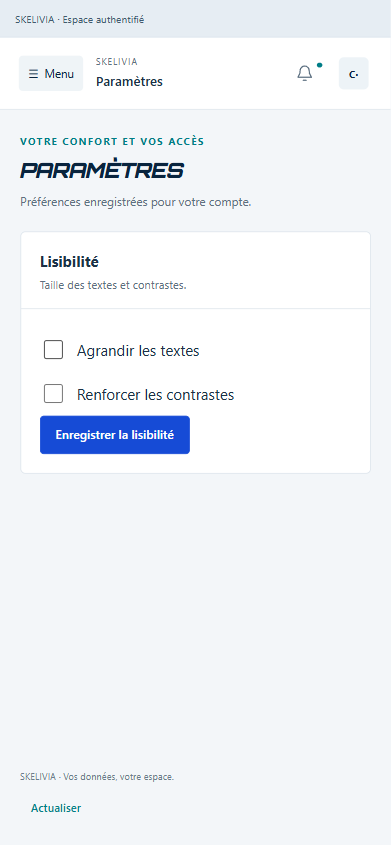 SKELIVIA · Espace authentifié
☰ Menu
SKELIVIA
Paramètres
C·
VOTRE CONFORT ET VOS ACCÈS
PARAMÈTRES
Préférences enregistrées pour votre compte.
Lisibilité
Taille des textes et contrastes.
Agrandir les textes
Renforcer les contrastes
Enregistrer la lisibilité
SKELIVIA · Vos données, votre espace.
Actualiser